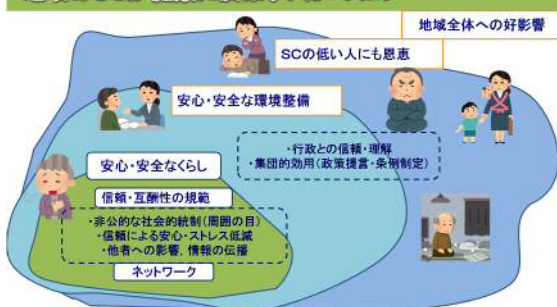 地域全体への好影響
SCの低い人にも恩恵
安心・安全な環境整備
・行政との信頼・理解
・集団的効用(政策提言・条例制定)
安心・安全なくらし
信頼・互酬性の規範
・非公的な社会的統制(周囲の目)
・信頼による安心・ストレス低減
・他者への影響, 情報の伝播
ネットワーク